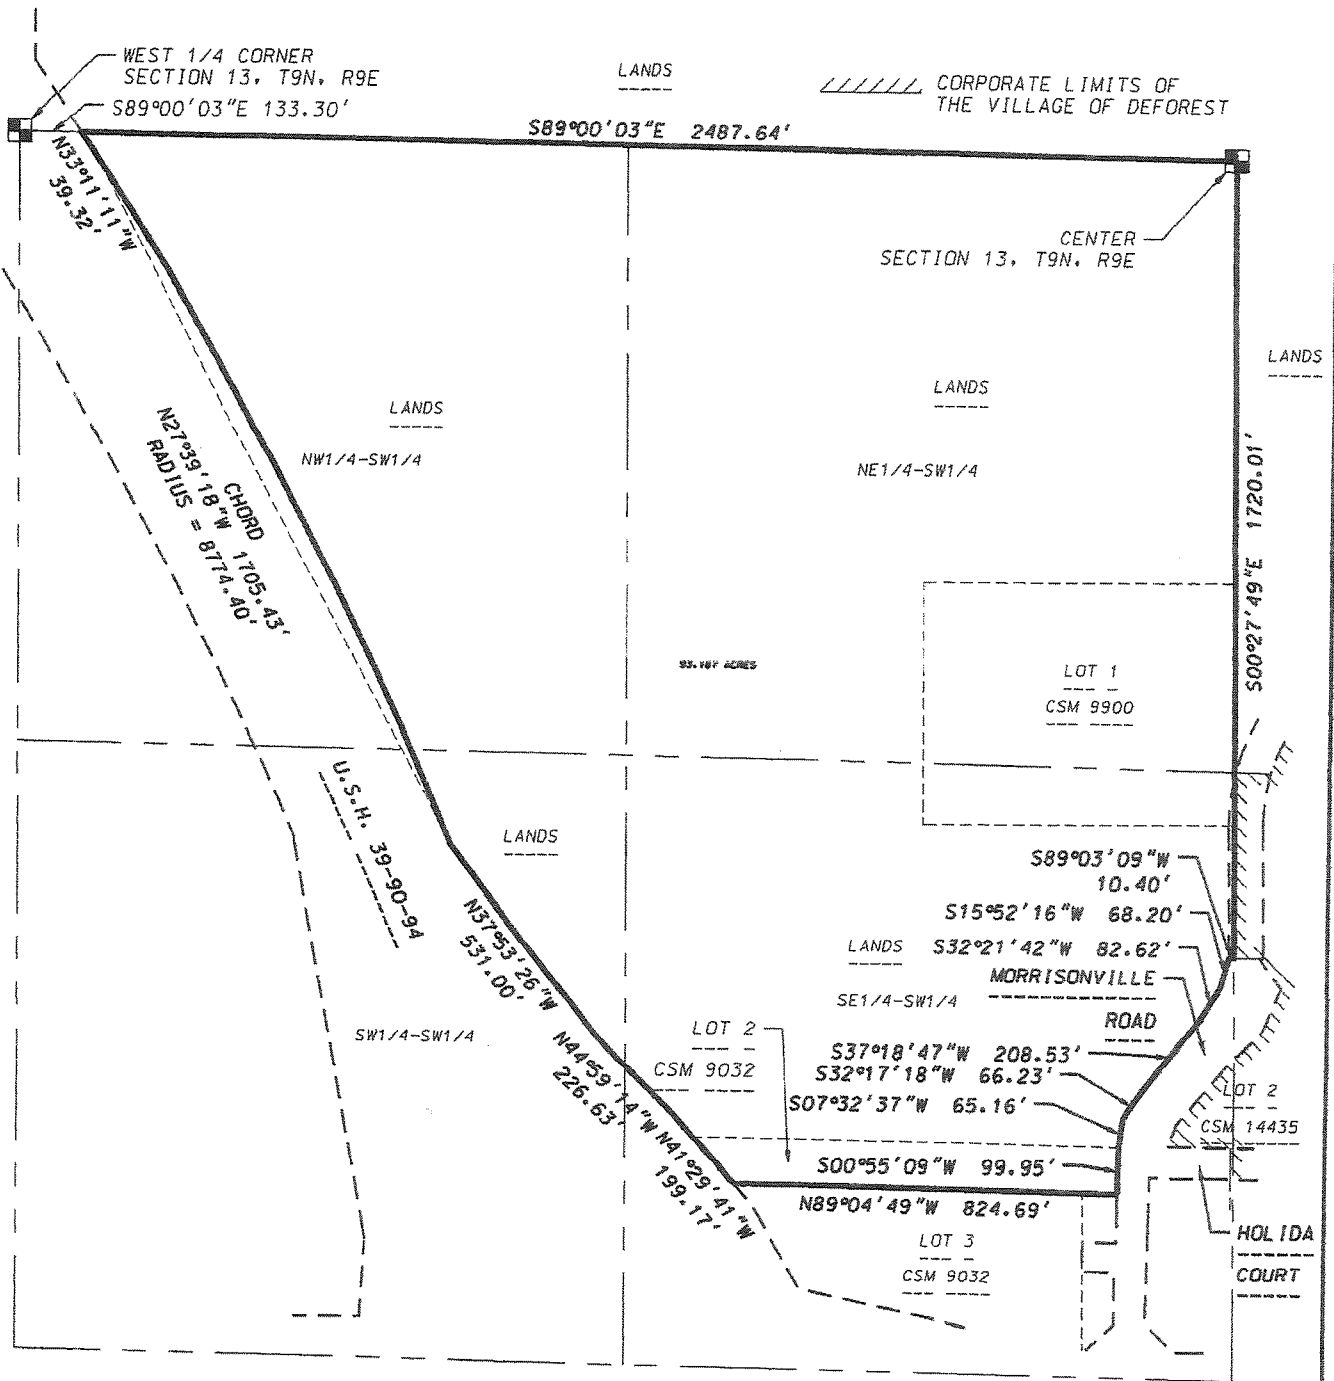 WEST 1/4 CORNER
SECTION 13, T9N, R9E
S89°00'03"E 133.30'
LANDS
CORPORATE LIMITS OF
THE VILLAGE OF DEFOREST
S89°00'03"E 2487.64'
N33°11'11"W
39.32'
CENTER
SECTION 13, T9N, R9E
LANDS
LANDS
LANDS
NW1/4-SW1/4
NE1/4-SW1/4
S00°27'49"E 1720.01'
CHORD
N27°39'18"W 1705.43'
RADIUS = 8774.40'
ACRES
LOT 1
CSM 9900
U.S.H. 39-90-94
LANDS
S89°03'09"W
10.40'
S15°52'16"W 68.20'
LANDS
S32°21'42"W 82.62'
MORRISONVILLE
ROAD
SE1/4-SW1/4
N37°53'26"W
531.00'
SW1/4-SW1/4
LOT 2
CSM 9032
S37°18'47"W 208.53'
S32°17'18"W 66.23'
S07°32'37"W 65.16'
N44°59'14"W
226.63'
LOT 2
CSM 14435
N41°29'41"W
199.17'
S00°55'09"W 99.95'
N89°04'49"W 824.69'
LOT 3
CSM 9032
HOLIDA
COURT